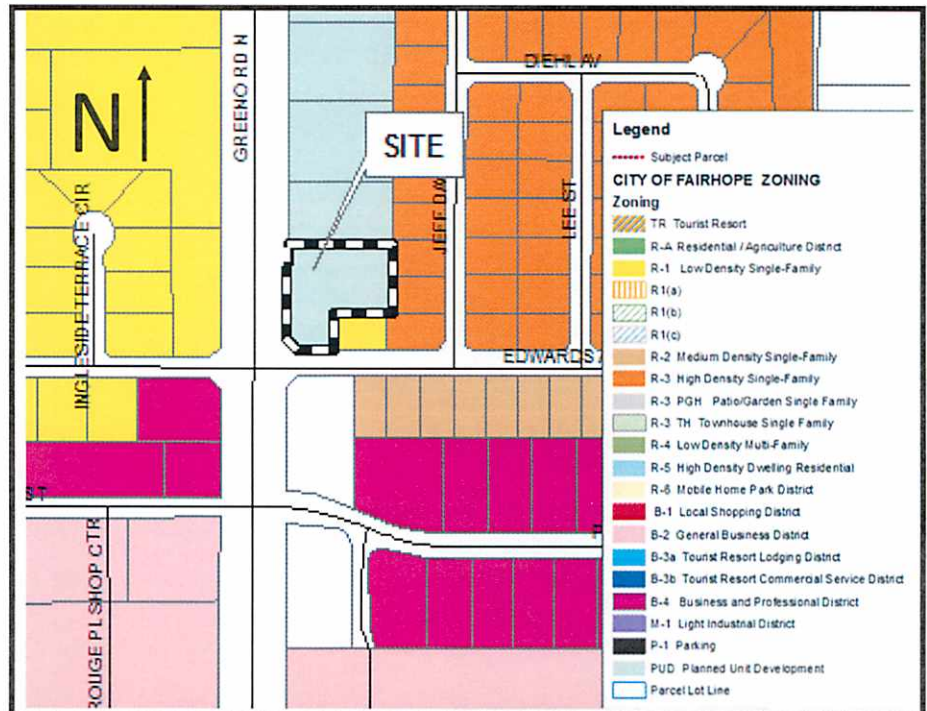 N
GREENO RD N
SITE
DIEHL AV
JEFF DAV
LEE ST
INGLESIDE TERRACE CIR
EDWARDS A
ROUGE PL SHOP CTR
Legend
Subject Parcel
CITY OF FAIRHOPE ZONING
Zoning
TR Tourist Resort
R-A Residential / Agriculture District
R-1 Low Density Single-Family
R1(a)
R1(b)
R1(c)
R-2 Medium Density Single-Family
R-3 High Density Single-Family
R-3 PGH Patio/Garden Single Family
R-3 TH Townhouse Single Family
R-4 Low Density Multi-Family
R-5 High Density Dwelling Residential
R-6 Mobile Home Park District
B-1 Local Shopping District
B-2 General Business District
B-3a Tourist Resort Lodging District
B-3b Tourist Resort Commercial Service District
B-4 Business and Professional District
M-1 Light Industrial District
P-1 Parking
PUD Planned Unit Development
Parcel Lot Line